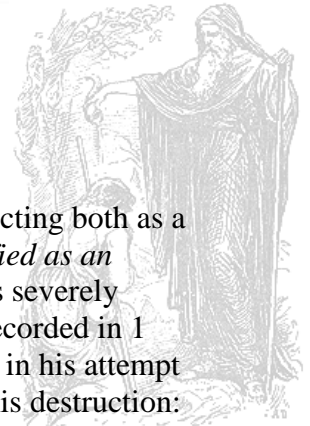 cting both as a
ied as an
s severely
ecorded in 1
in his attempt
is destruction: